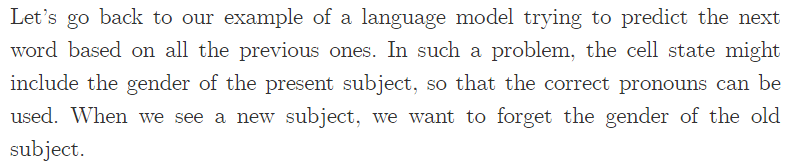 Let's go back to our example of a language model trying to predict the next
word based on all the previous ones. In such a problem, the cell state might
include the gender of the present subject, so that the correct pronouns can be
used. When we see a new subject, we want to forget the gender of the old
subject.